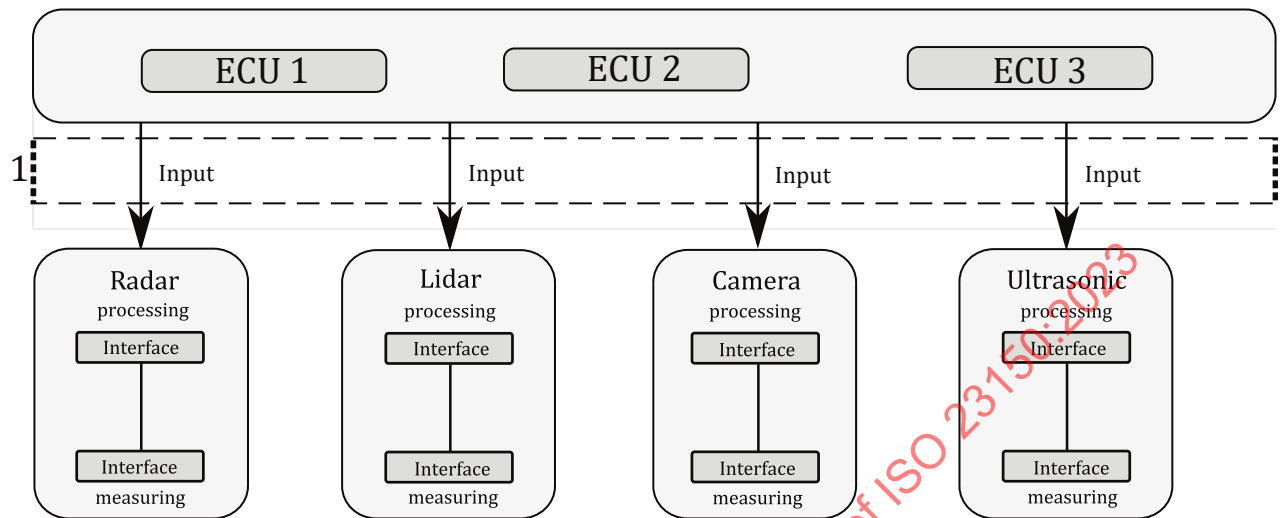 ECU 1 ECU 2 ECU 3
1 Input Input Input Input
Radar Lidar Camera Ultrasonic
processing processing processing processing
Interface Interface Interface Interface
Interface Interface Interface Interface
measuring measuring measuring measuring
of ISO 23150:2023